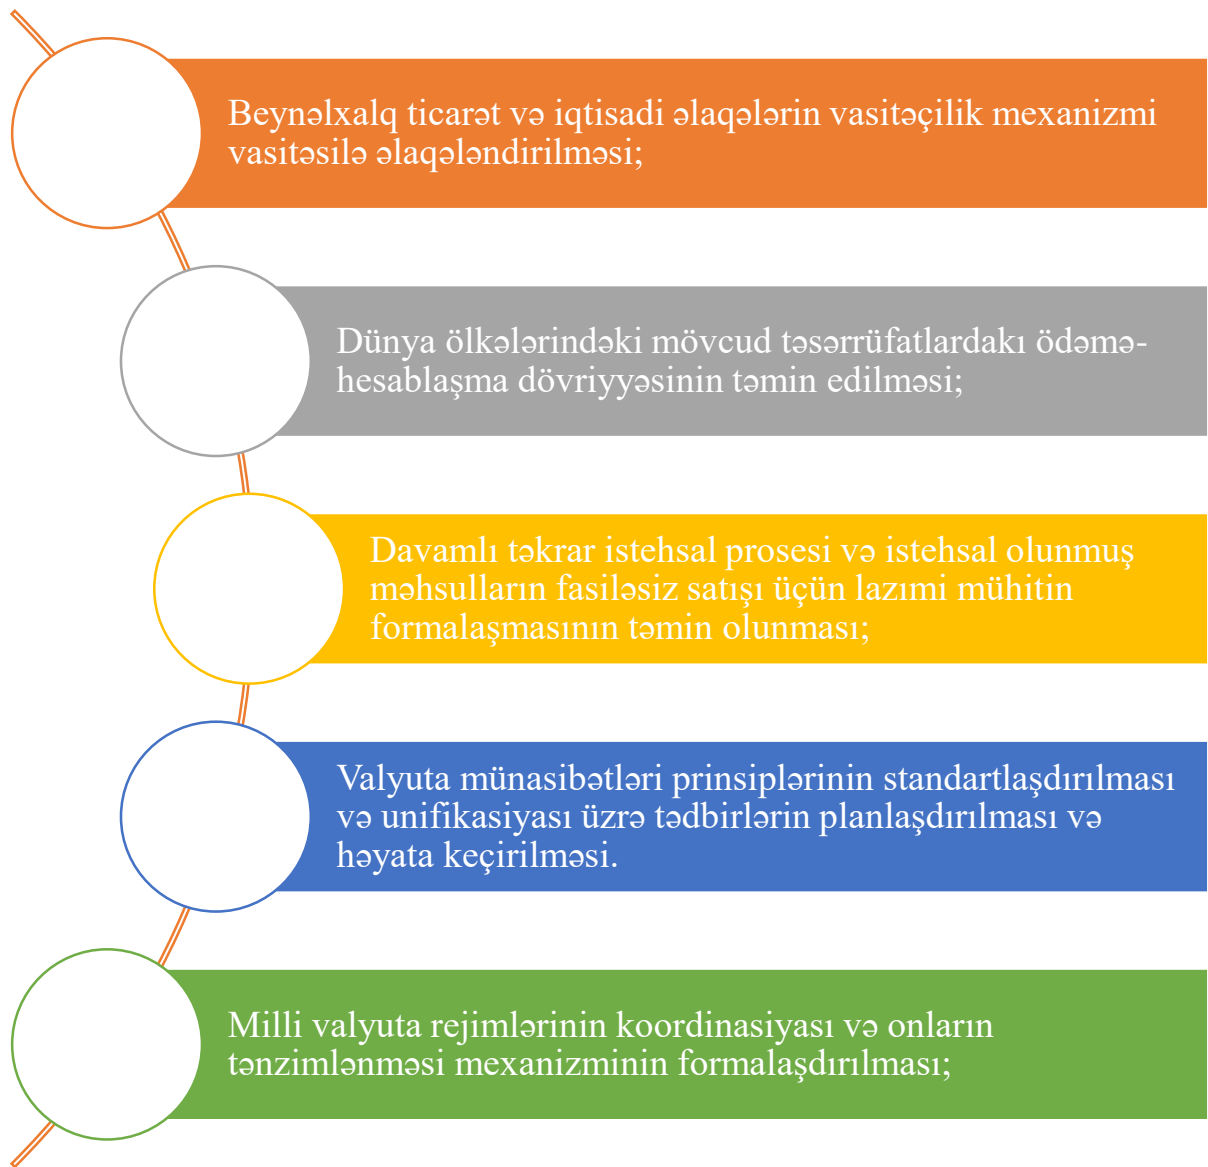 Beynəlxalq ticarət və iqtisadi əlaqələrin vasitəçilik mexanizmi
vasitəsilə əlaqələndirilməsi;
Dünya ölkələrindəki mövcud təsərrüfatlardakı ödəmə-
hesablaşma dövriyyəsinin təmin edilməsi;
Davamlı təkrar istehsal prosesi və istehsal olunmuş
məhsulların fasiləsiz satışı üçün lazımi mühitin
formalaşmasının təmin olunması;
Valyuta münasibətləri prinsiplərinin standartlaşdırılması
və unifikasiyası üzrə tədbirlərin planlaşdırılması və
həyata keçirilməsi.
Milli valyuta rejimlərinin koordinasiyası və onların
tənzimlənməsi mexanizminin formalaşdırılması;